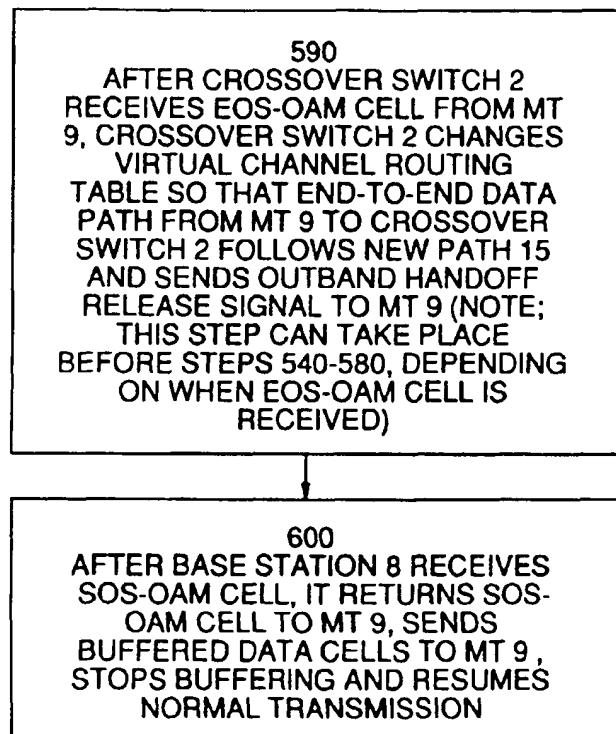 590
AFTER CROSSOVER SWITCH 2
RECEIVES EOS-OAM CELL FROM MT
9, CROSSOVER SWITCH 2 CHANGES
VIRTUAL CHANNEL ROUTING
TABLE SO THAT END-TO-END DATA
PATH FROM MT 9 TO CROSSOVER
SWITCH 2 FOLLOWS NEW PATH 15
AND SENDS OUTBAND HANDOFF
RELEASE SIGNAL TO MT 9 (NOTE;
THIS STEP CAN TAKE PLACE
BEFORE STEPS 540-580, DEPENDING
ON WHEN EOS-OAM CELL IS
RECEIVED)
600
AFTER BASE STATION 8 RECEIVES
SOS-OAM CELL, IT RETURNS SOS-
OAM CELL TO MT 9, SENDS
BUFFERED DATA CELLS TO MT 9 ,
STOPS BUFFERING AND RESUMES
NORMAL TRANSMISSION